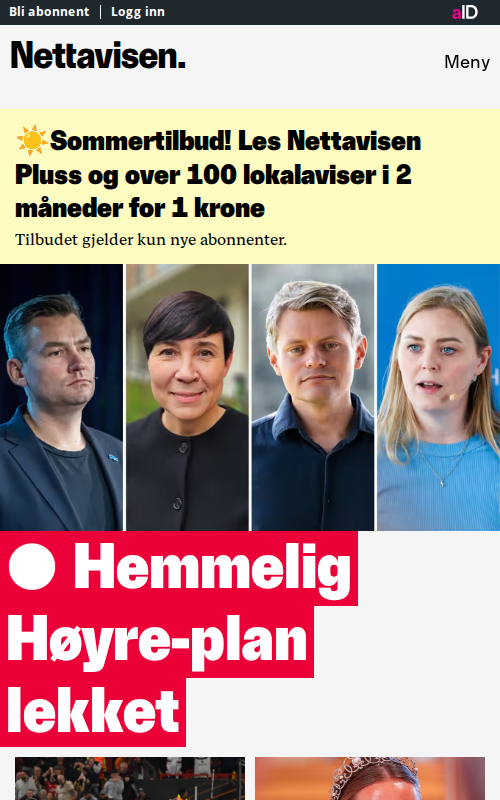 Bli abonnent | Logg inn
aID
Nettavisen.
Meny
☀️Sommertilbud! Les Nettavisen
Pluss og over 100 lokalaviser i 2
måneder for 1 krone
Tilbudet gjelder kun nye abonnenter.
Hemmelig
Høyre-plan
lekket